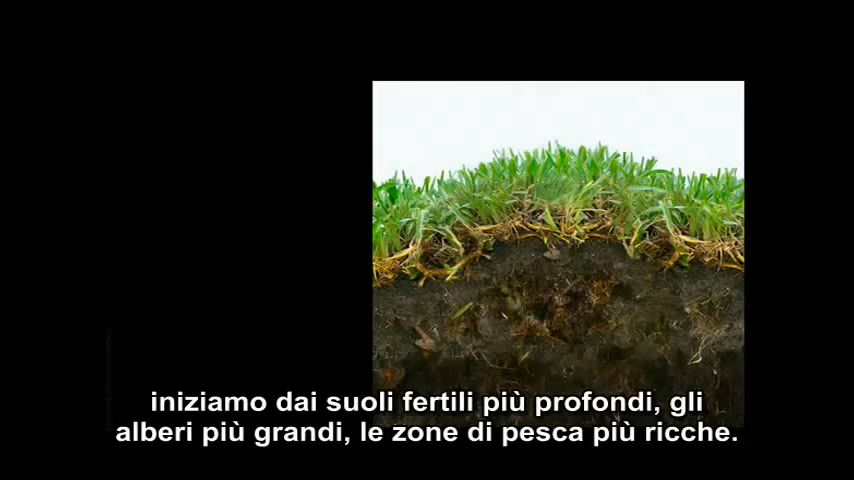 iniziamo dai suoli fertili più profondi, gli
alberi più grandi, le zone di pesca più ricche.